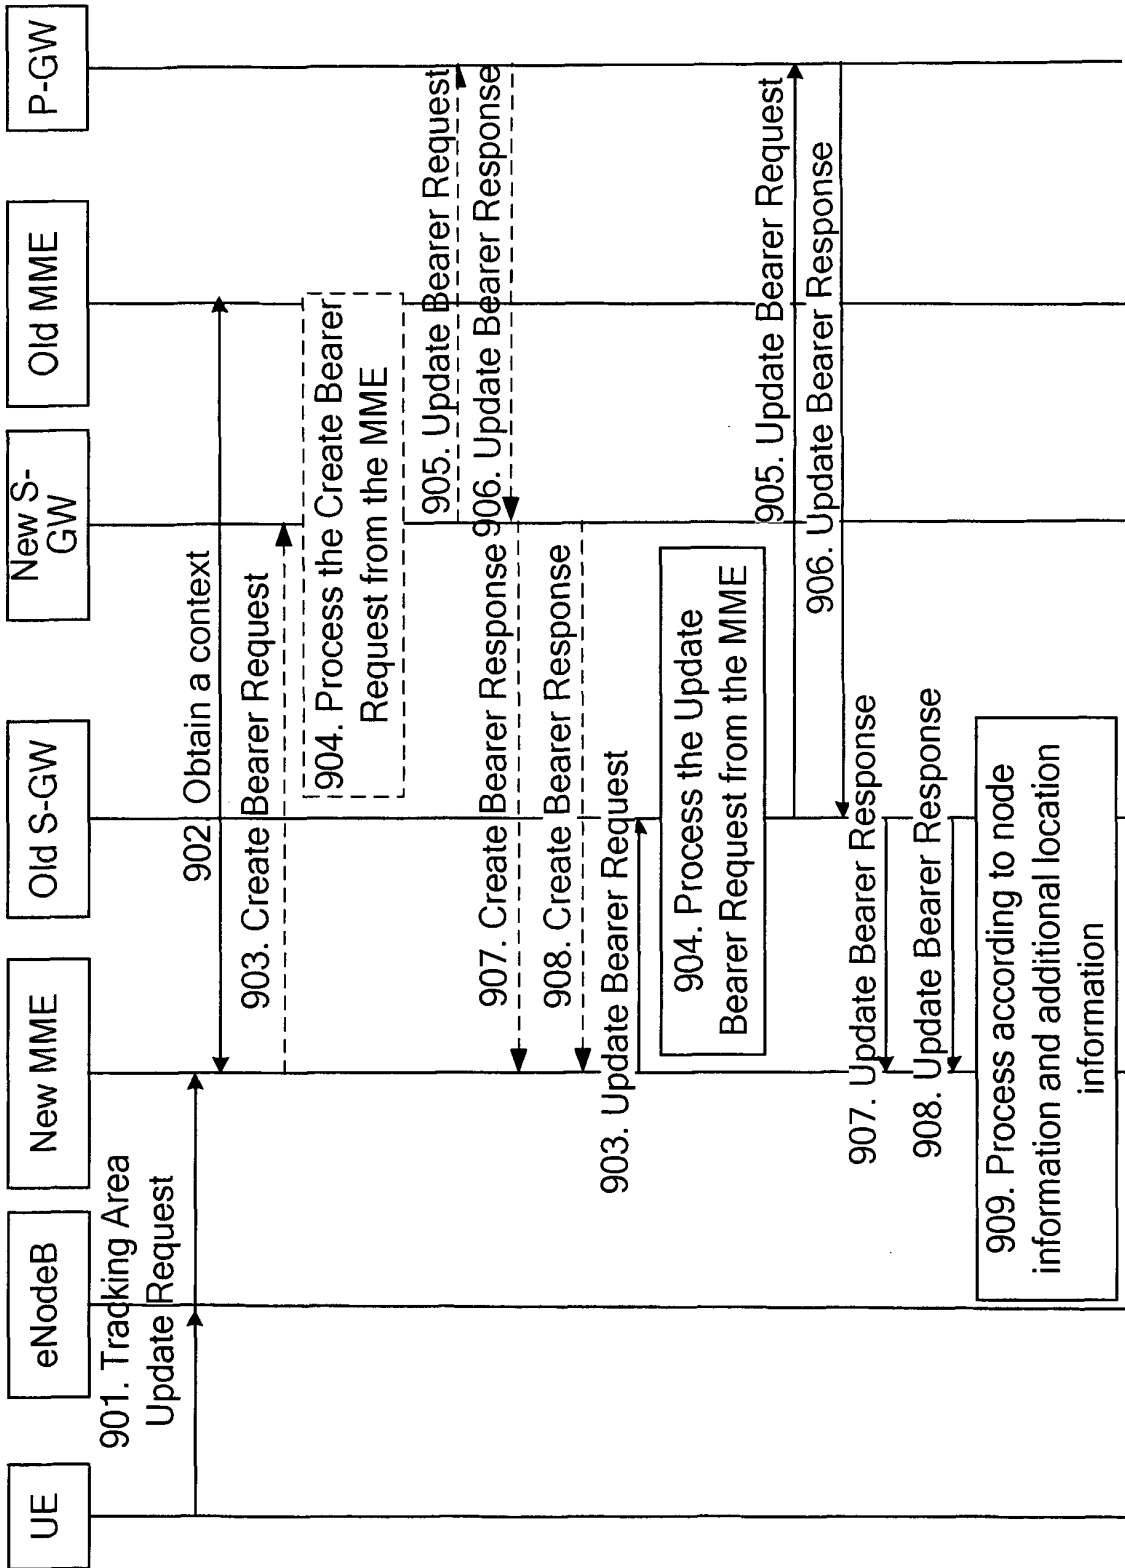 UE
eNodeB
New MME
Old S-GW
New S-
GW
Old MME
P-GW
901. Tracking Area
Update Request
902. Obtain a context
903. Create Bearer Request
904. Process the Create Bearer
Request from the MME
905. Update Bearer Request
906. Update Bearer Response
907. Create Bearer Response
908. Create Bearer Response
903. Update Bearer Request
904. Process the Update
Bearer Request from the MME
905. Update Bearer Request
906. Update Bearer Response
907. Update Bearer Response
908. Update Bearer Response
909. Process according to node
information and additional location
information